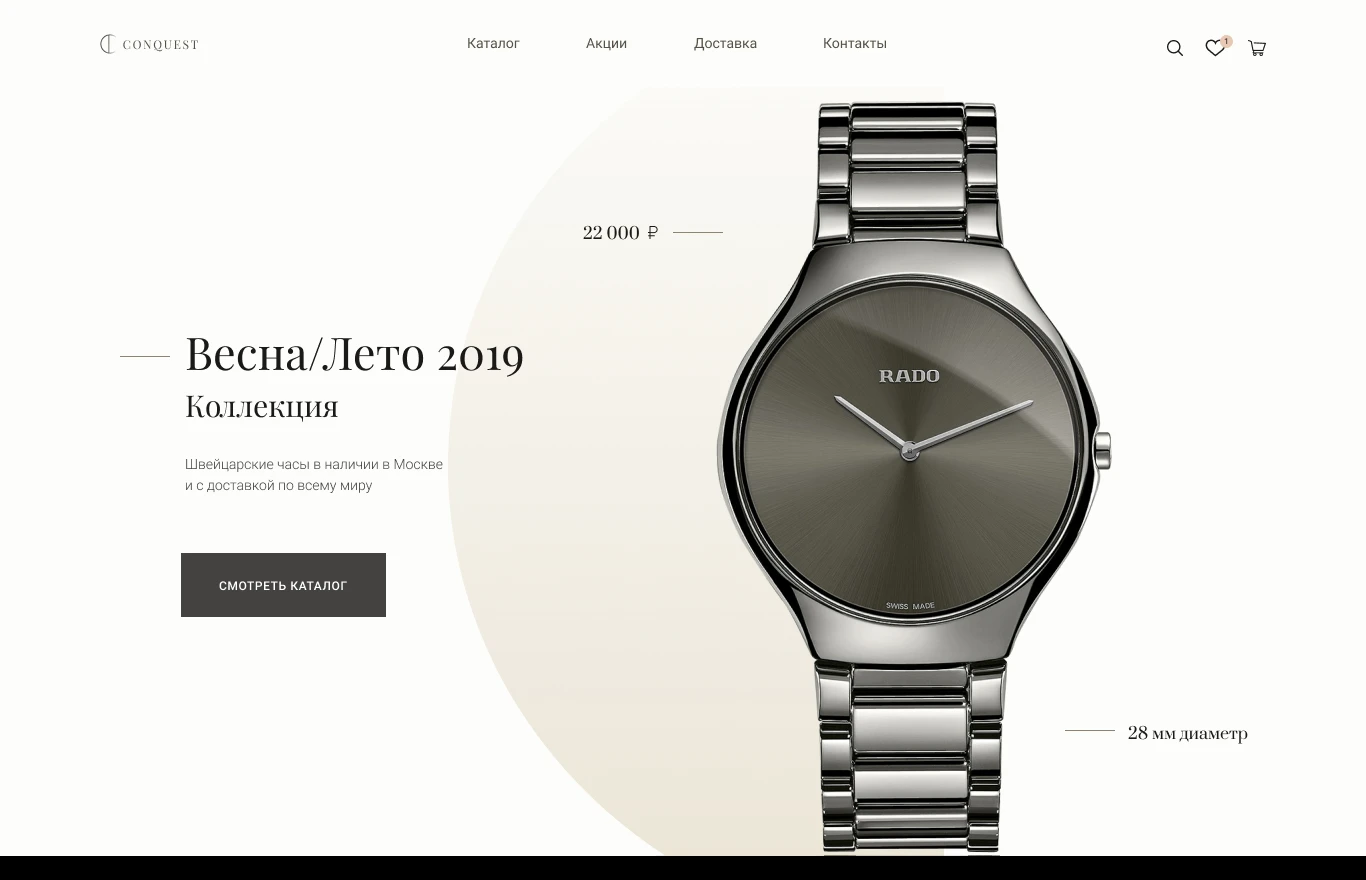 CONQUEST
Каталог
Акции
Доставка
Контакты
1
22 000 ₽
Весна/Лето 2019
Коллекция
Швейцарские часы в наличии в Москве
и с доставкой по всему миру
СМОТРЕТЬ КАТАЛОГ
RADO
SWISS MADE
28 мм диаметр